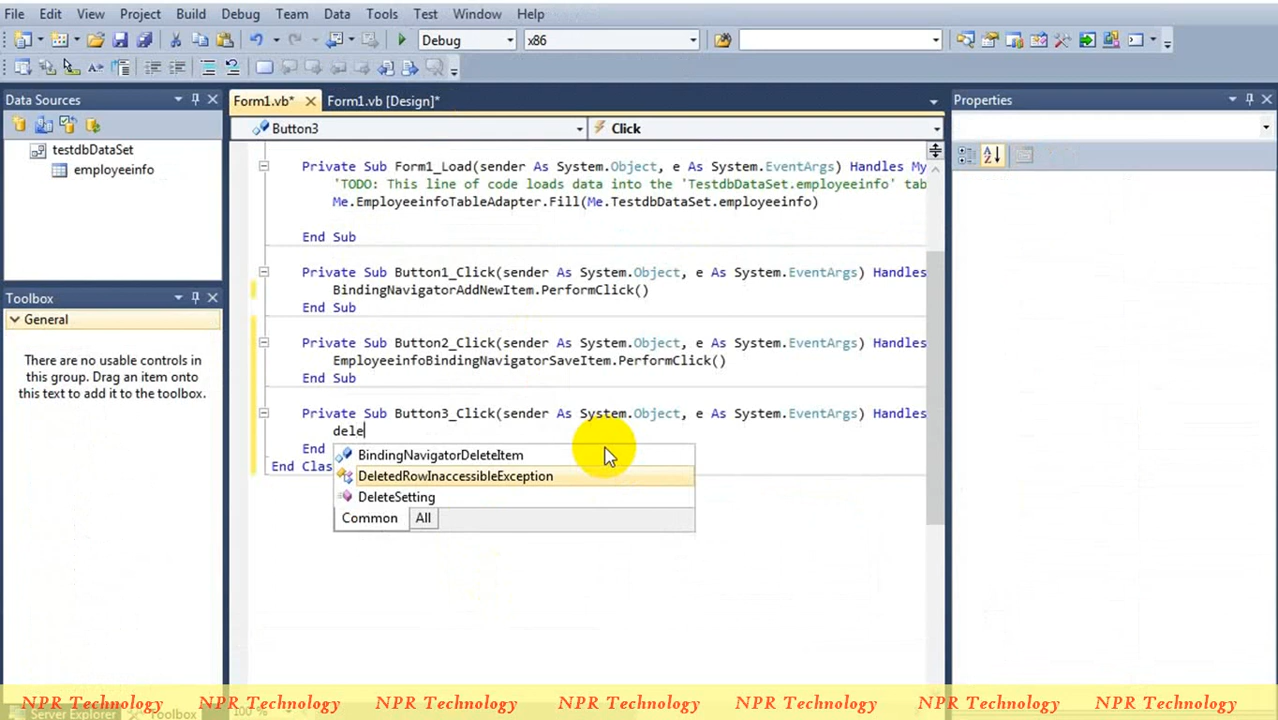 File Edit View Project Build Debug Team Data Tools Test Window Help
Debug x86
Data Sources
Form1.vb* Form1.vb [Design]*
Properties
Button3 Click
testdbDataSet
employeeinfo
Private Sub Form1_Load(sender As System.Object, e As System.EventArgs) Handles My
'TODO: This line of code loads data into the 'TestdbDataSet.employeeinfo' tab
Me.EmployeeinfoTableAdapter.Fill(Me.TestdbDataSet.employeeinfo)
End Sub
Private Sub Button1_Click(sender As System.Object, e As System.EventArgs) Handles
BindingNavigatorAddNewItem.PerformClick()
End Sub
Toolbox
General
There are no usable controls in
this group. Drag an item onto
this text to add it to the toolbox.
Private Sub Button2_Click(sender As System.Object, e As System.EventArgs) Handles
EmployeeinfoBindingNavigatorSaveItem.PerformClick()
End Sub
Private Sub Button3_Click(sender As System.Object, e As System.EventArgs) Handles
dele
End
End Clas
BindingNavigatorDeleteItem
DeletedRowInaccessibleException
DeleteSetting
Common All
NPR Technology NPR Technology NPR Technology NPR Technology NPR Technology NPR Technology NPR Technology
Server Explorer Toolbox 100 %